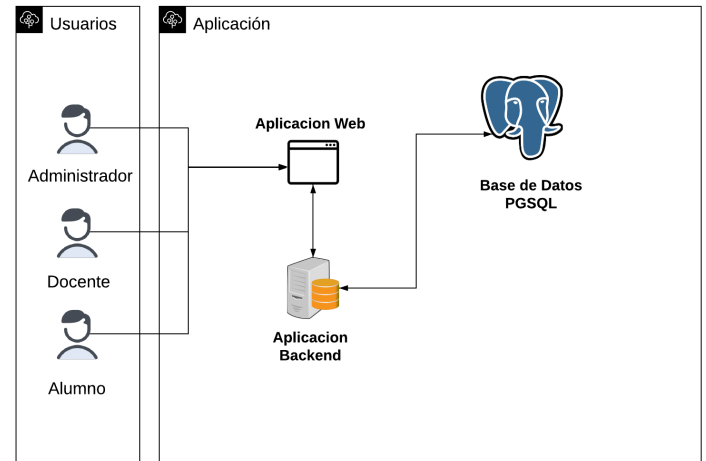 Usuarios
Aplicación
Aplicacion Web
Administrador
Base de Datos
PGSQL
Docente
Aplicacion
Backend
Alumno